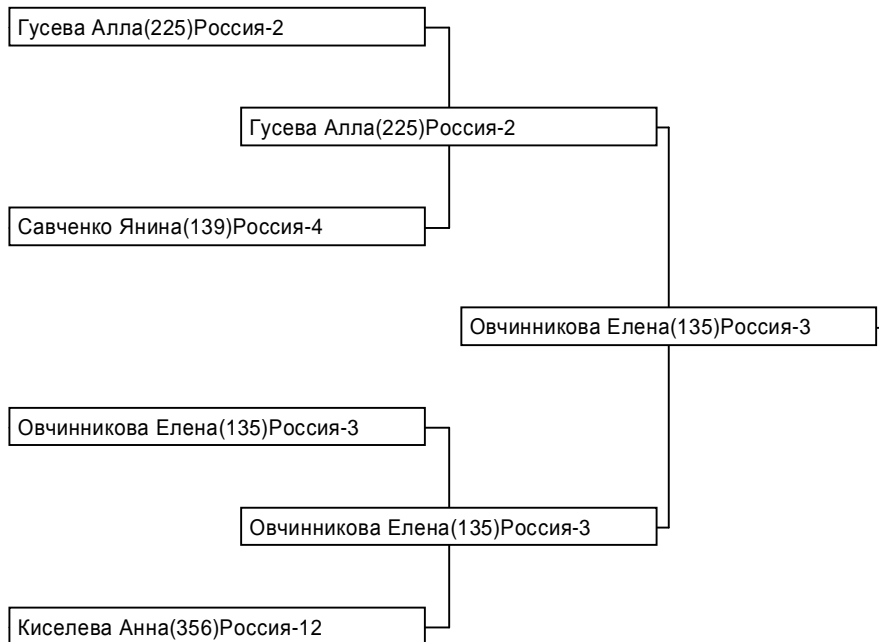 Гусева Алла(225)Россия-2
Гусева Алла(225)Россия-2
Савченко Янина(139)Россия-4
Овчинникова Елена(135)Россия-3
Овчинникова Елена(135)Россия-3
Овчинникова Елена(135)Россия-3
Киселева Анна(356)Россия-12